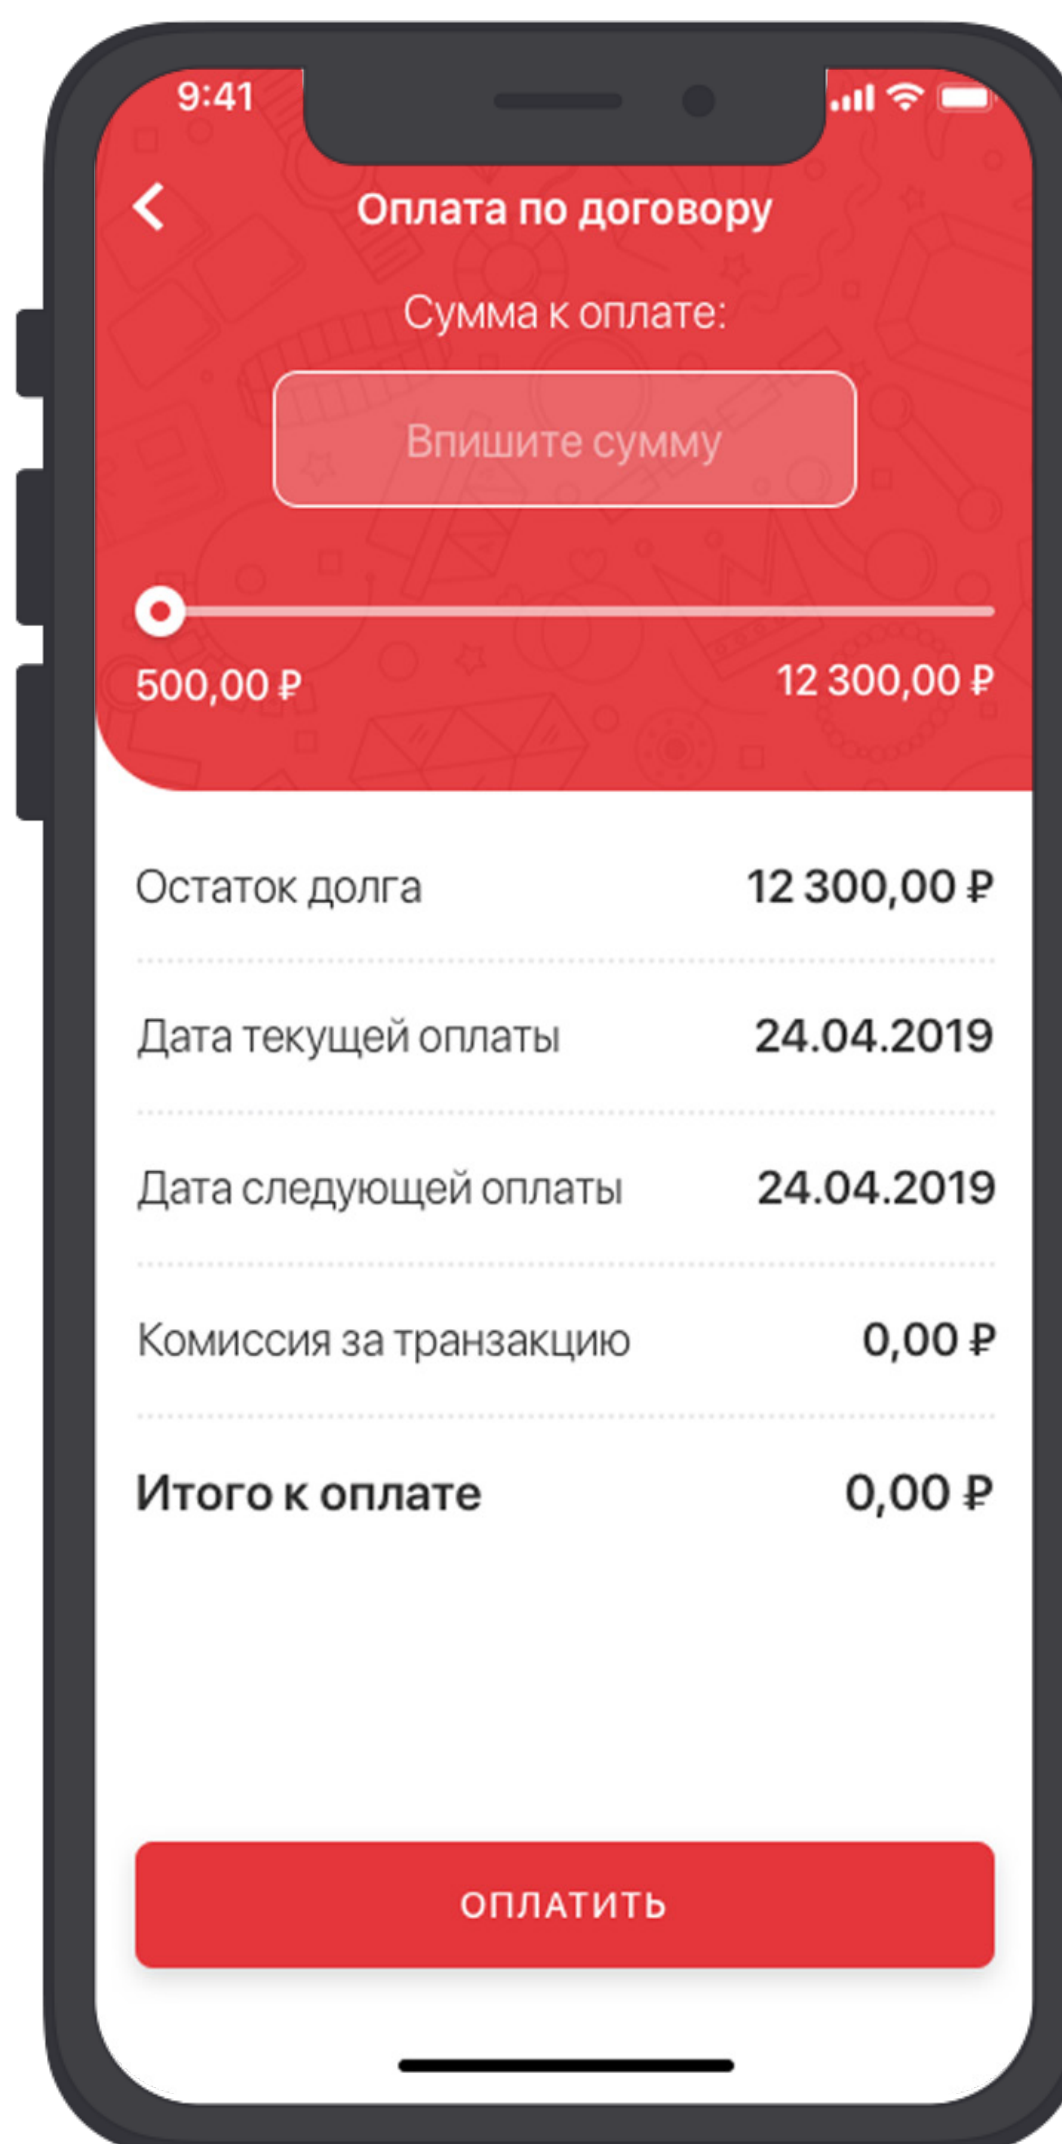 9:41
Оплата по договору
Сумма к оплате:
Впишите сумму
500,00 ₽ 12 300,00 ₽
Остаток долга 12 300,00 ₽
Дата текущей оплаты 24.04.2019
Дата следующей оплаты 24.04.2019
Комиссия за транзакцию 0,00 ₽
Итого к оплате 0,00 ₽
ОПЛАТИТЬ